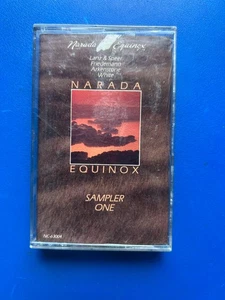 Narada Equinox
Lanz & Speer
Friedemann
Arkenstone
White
NARADA
EQUINOX
SAMPLER
ONE